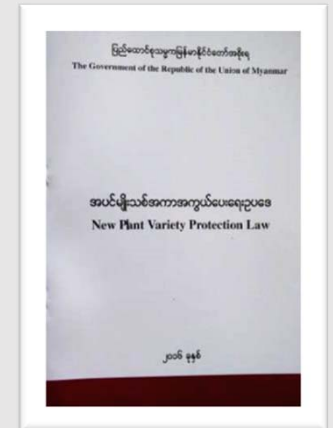 ပြည်ထောင်စုသမ္မတမြန်မာနိုင်ငံတော်အစိုးရ
The Government of the Republic of the Union of Myanmar
အပင်မျိုးသစ်အကာအကွယ်ပေးရေးဥပဒေ
New Plant Variety Protection Law
၂၀၁၆ ခုနှစ်